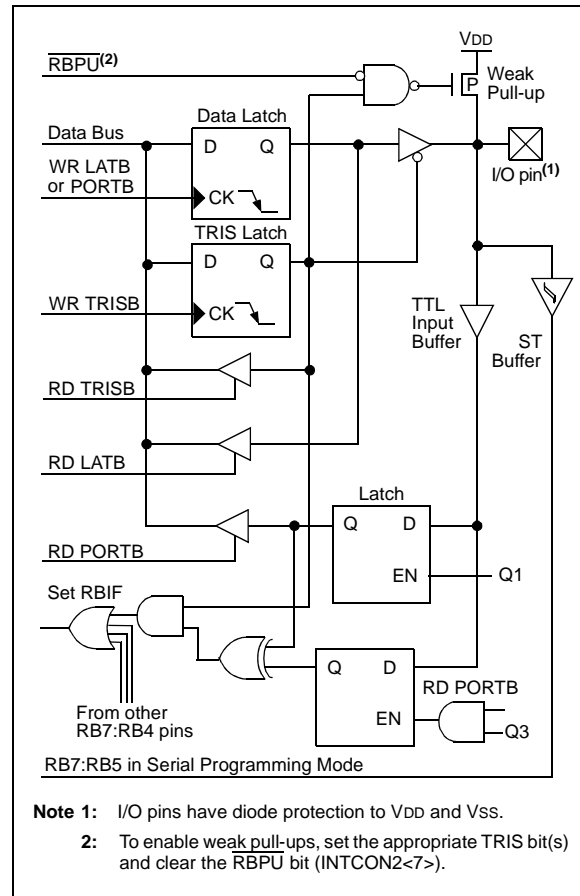 VDD
RBPU(2)
Weak
Pull-up
P
Data Latch
Data Bus
D Q
I/O pin(1)
WR LATB
or PORTB
CK
TRIS Latch
D Q
WR TRISB
CK
TTL
Input
Buffer
ST
Buffer
RD TRISB
RD LATB
Latch
Q D
RD PORTB
EN
Q1
Set RBIF
Q D
RD PORTB
EN
Q3
From other
RB7:RB4 pins
RB7:RB5 in Serial Programming Mode
Note 1: I/O pins have diode protection to VDD and VSS.
2: To enable weak pull-ups, set the appropriate TRIS bit(s)
and clear the RBPU bit (INTCON2<7>).